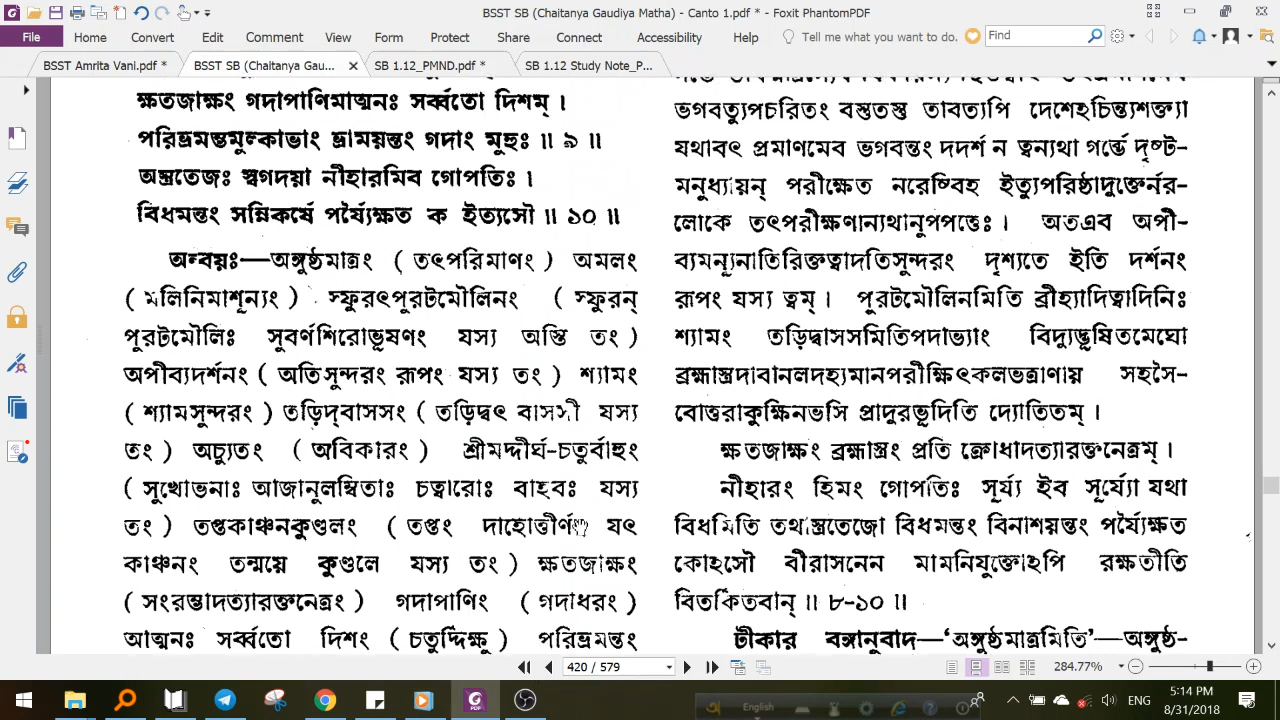 BSST SB (Chaitanya Gaudiya Matha) - Canto 1.pdf * - Foxit PhantomPDF
File Home Convert Edit Comment View Form Protect Share Connect Accessibility Help Tell me what you want to do. Find
BSST Amrita Vani.pdf * BSST SB (Chaitanya Gau... SB 1.12_PMND.pdf * SB 1.12 Study Note_P...
ক্ষতজাক্ষং গদাপাণিমাত্মনঃ সর্ব্বতো দিশম্ ।
পরিভ্রমন্তমুল্কাভাং ভ্রাময়ন্তং গদাং মুহুঃ ॥ ৯ ॥
অস্ত্রতেজঃ স্বগদয়া নীহারমিব গোপতিঃ ।
বিধমন্তং সন্নিকর্ষে পর্য্যৈক্ষত ক ইত্যসৌ ॥ ১০ ॥
অন্বয়ঃ—অঙ্গুষ্ঠমাত্রং ( তৎপরিমাণং ) অমলং
( মলিনিমাশূন্যং ) স্ফুরৎপুরটমৌলিনং ( স্ফুরন্
পুরটমৌলিঃ সুবর্ণশিরোভূষণং যস্য অস্তি তং )
অপীব্যদর্শনং ( অতিসুন্দরং রূপং যস্য তং ) শ্যামং
( শ্যামসুন্দরং ) তড়িদ্‌বাসসং ( তড়িদ্বৎ বাসসী যস্য
তং ) অচ্যুতং ( অবিকারং ) শ্রীমদ্দীর্ঘ-চতুর্বাহুং
( সুশোভনাঃ আজানুলম্বিতাঃ চত্বারোঃ বাহবঃ যস্য
তং ) তপ্তকাঞ্চনকুণ্ডলং ( তপ্তং দাহোত্তীর্ণং যৎ
কাঞ্চনং তন্ময়ে কুণ্ডলে যস্য তং ) ক্ষতজাক্ষং
( সংরম্ভাদত্যারক্তনেত্রং ) গদাপাণিং ( গদাধরং )
আত্মনঃ সর্ব্বতো দিশং ( চতুর্দ্দিক্ষু ) পরিভ্রমন্তং
ভগবত্যুপচরিতং বস্তুতস্তু তাবত্যপি দেশেহচিন্ত্যশক্ত্যা
যথাবৎ প্রমাণমেব ভগবন্তং দদর্শ ন ত্বন্যথা গর্ভে দৃষ্ট-
মনুধ্যায়ন্ পরীক্ষেত নরেষ্বিহ ইত্যুপরিষ্ঠাদুক্তের্নর-
লোকে তৎপরীক্ষণান্যথানুপপত্তেঃ । অতএব অপী-
ব্যমন্যূনাতিরিক্তত্বাদতিসুন্দরং দৃশ্যতে ইতি দর্শনং
রূপং যস্য ত্বম্ । পুরটমৌলিনমিতি ব্রীহ্যাদিত্বাদিনিঃ
শ্যামং তড়িদ্বাসসমিতিপদাভ্যাং বিদ্যুদ্ভূষিতমেঘো
ব্রহ্মাস্ত্রদাবানলদহ্যমানপরীক্ষিৎকলভত্রাণায় সহসৈ-
বোত্তরাকুক্ষিনভসি প্রাদুরভূদিতি দ্যোতিতম্ ।
ক্ষতজাক্ষং ব্রহ্মাস্ত্রং প্রতি ক্রোধাদত্যারক্তনেত্রম্ ।
নীহারং হিমং গোপতিঃ সূর্য্য ইব সূর্য্যো যথা
বিধমিতি তথাস্ত্রতেজো বিধমন্তং বিনাশয়ন্তং পর্য্যৈক্ষত
কোহসৌ বীরাসনেন মামনিযুক্তোহপি রক্ষতীতি
বিতর্কিতবান্ ॥ ৮-১০ ॥
টীকার বঙ্গানুবাদ—‘অঙ্গুষ্ঠমাত্রমিতি’—অঙ্গুষ্ঠ-
420 / 579 284.77%
English
ENG 5:14 PM
8/31/2018